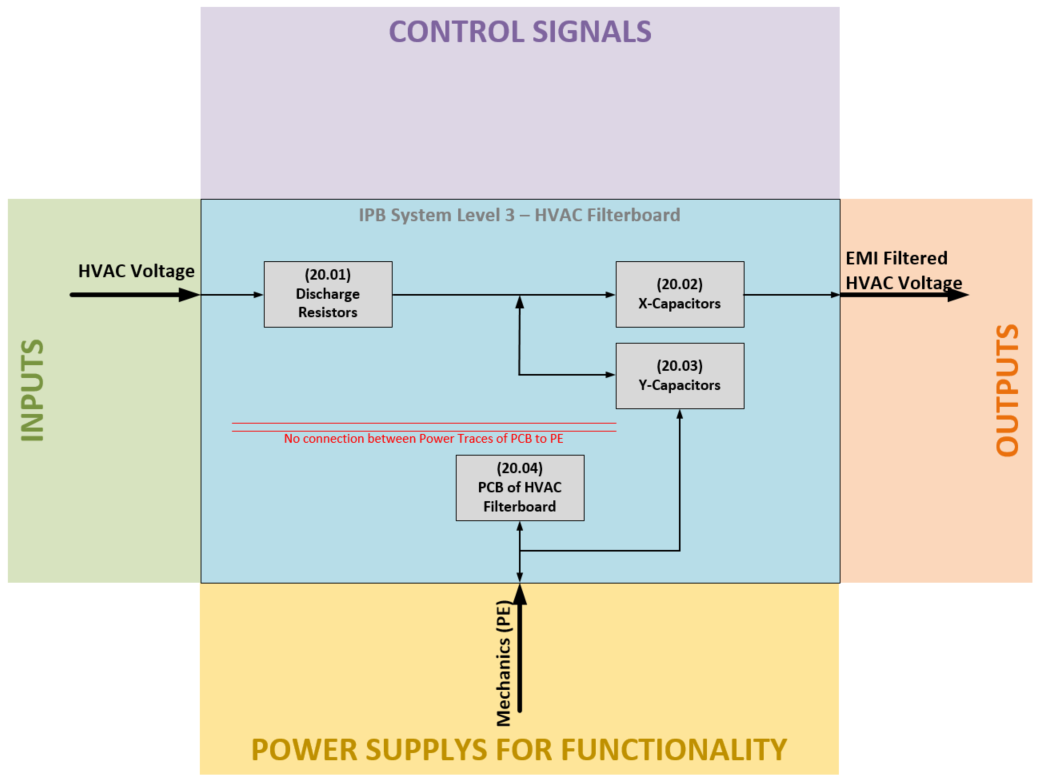 CONTROL SIGNALS
IPB System Level 3 – HVAC Filterboard
HVAC Voltage
(20.01)
Discharge
Resistors
(20.02)
X-Capacitors
EMI Filtered
HVAC Voltage
INPUTS
(20.03)
Y-Capacitors
OUTPUTS
No connection between Power Traces of PCB to PE
(20.04)
PCB of HVAC
Filterboard
Mechanics (PE)
POWER SUPPLYS FOR FUNCTIONALITY